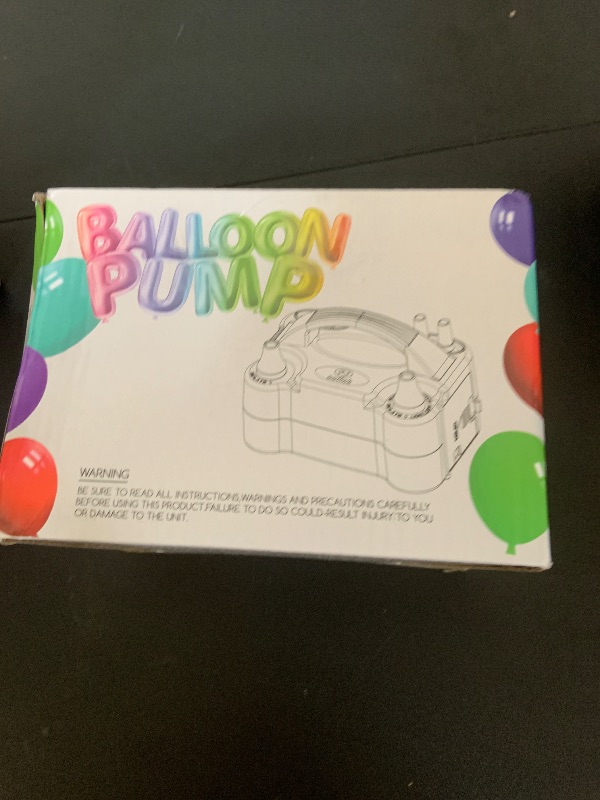 BALLOON
PUMP
WARNING
BE SURE TO READ ALL INSTRUCTIONS,WARNINGS AND PRECAUTIONS CAREFULLY
BEFORE USING THIS PRODUCT.FAILURE TO DO SO COULD-RESULT INJURY TO YOU
OR DAMAGE TO THE UNIT.